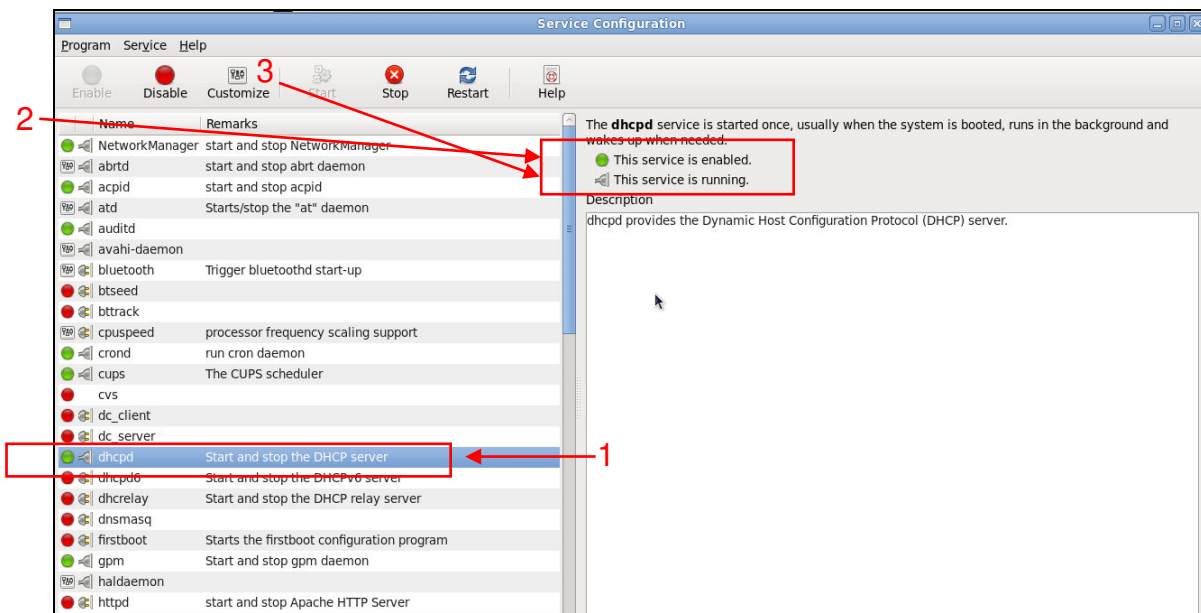 Service Configuration
Program Service Help
Enable Disable Customize Start Stop Restart Help
3
2
Name Remarks
NetworkManager start and stop NetworkManager
abrtd start and stop abrt daemon
acpid start and stop acpid
atd Starts/stop the "at" daemon
auditd
avahi-daemon
bluetooth Trigger bluetoothd start-up
btseed
bttrack
cpuspeed processor frequency scaling support
crond run cron daemon
cups The CUPS scheduler
cvs
dc_client
dc_server
dhcpd Start and stop the DHCP server
dhcpd6 Start and stop the DHCPv6 server
dhcrelay Start and stop the DHCP relay server
dnsmasq
firstboot Starts the firstboot configuration program
gpm Start and stop gpm daemon
haldaemon
httpd start and stop Apache HTTP Server
The dhcpd service is started once, usually when the system is booted, runs in the background and
wakes up when needed.
This service is enabled.
This service is running.
Description
dhcpd provides the Dynamic Host Configuration Protocol (DHCP) server.
1